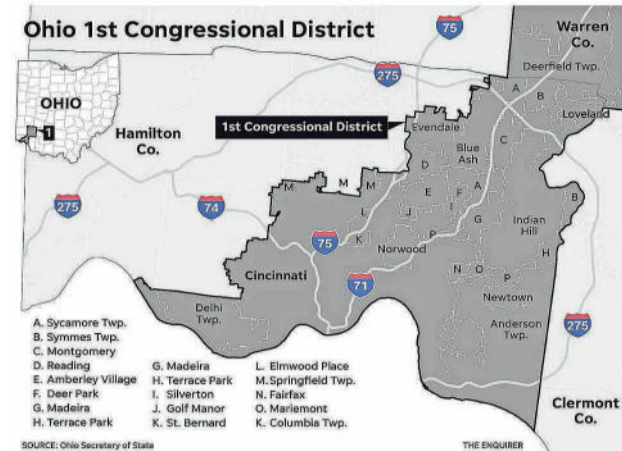 Ohio 1st Congressional District
75
Warren
Co.
Deerfield Twp.
275
A
B
OHIO
1
Hamilton
Co.
1st Congressional District
Evendale
Loveland
C
Blue
Ash
D
M
M
M
E
F
A
B
275
74
L
J
I
G
Indian
Hill
75
K
P
Norwood
H
Cincinnati
71
N
O
P
Newtown
Delhi
Twp.
Anderson
Twp.
275
A. Sycamore Twp.
B. Symmes Twp.
C. Montgomery
D. Reading
E. Amberley Village
F. Deer Park
G. Madeira
H. Terrace Park
G. Madeira
H. Terrace Park
I. Silverton
J. Golf Manor
K. St. Bernard
L. Elmwood Place
M. Springfield Twp.
N. Fairfax
O. Mariemont
K. Columbia Twp.
Clermont
Co.
SOURCE: Ohio Secretary of State
THE ENQUIRER